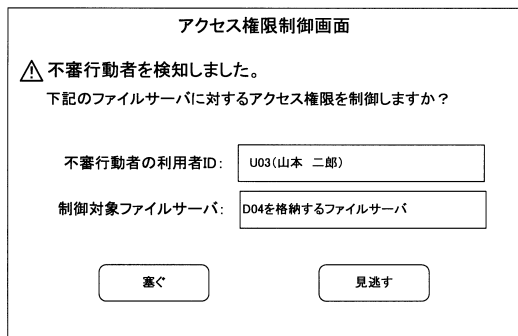 アクセス権限制御画面
不審行動者を検知しました。
下記のファイルサーバに対するアクセス権限を制御しますか？
不審行動者の利用者ID： U03(山本 二郎)
制御対象ファイルサーバ： D04を格納するファイルサーバ
塞ぐ 見逃す